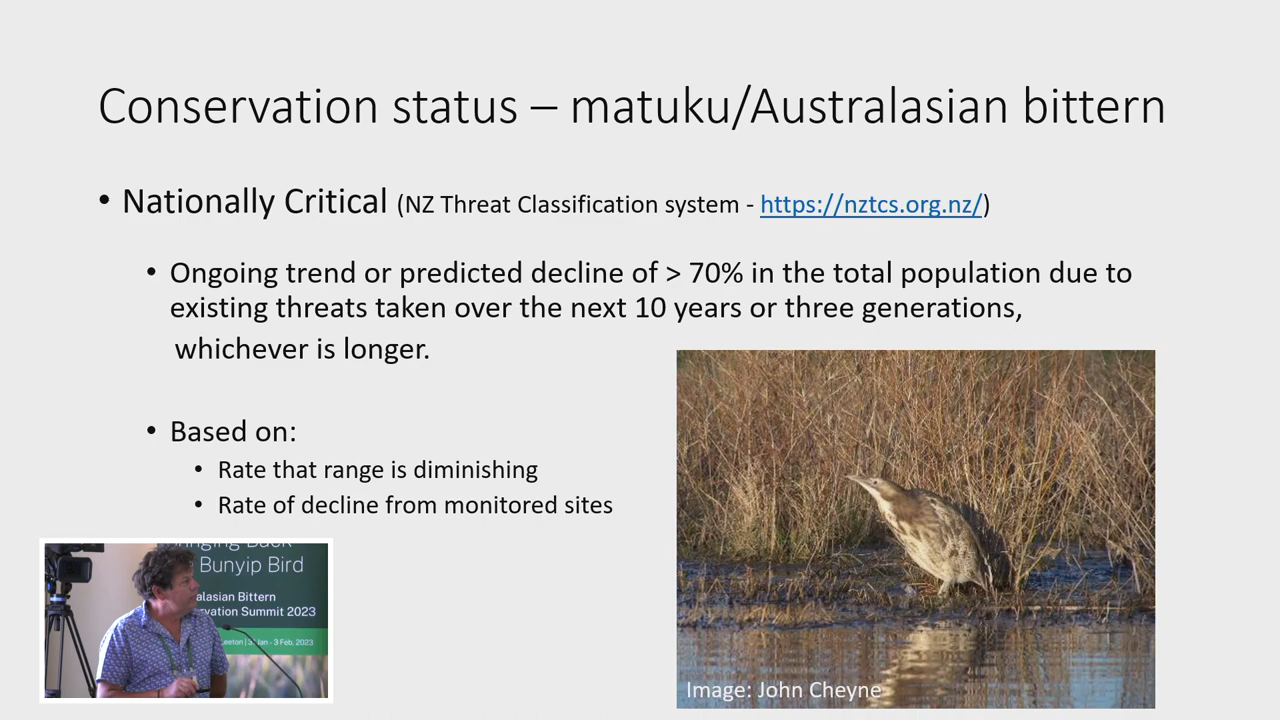 Conservation status – matuku/Australasian bittern
• Nationally Critical (NZ Threat Classification system - https://nztcs.org.nz/)
• Ongoing trend or predicted decline of > 70% in the total population due to
existing threats taken over the next 10 years or three generations,
whichever is longer.
• Based on:
• Rate that range is diminishing
• Rate of decline from monitored sites
Bunyip Bird
alasian Bittern
rvation Summit 2023
3 Feb, 2023
Image: John Cheyne